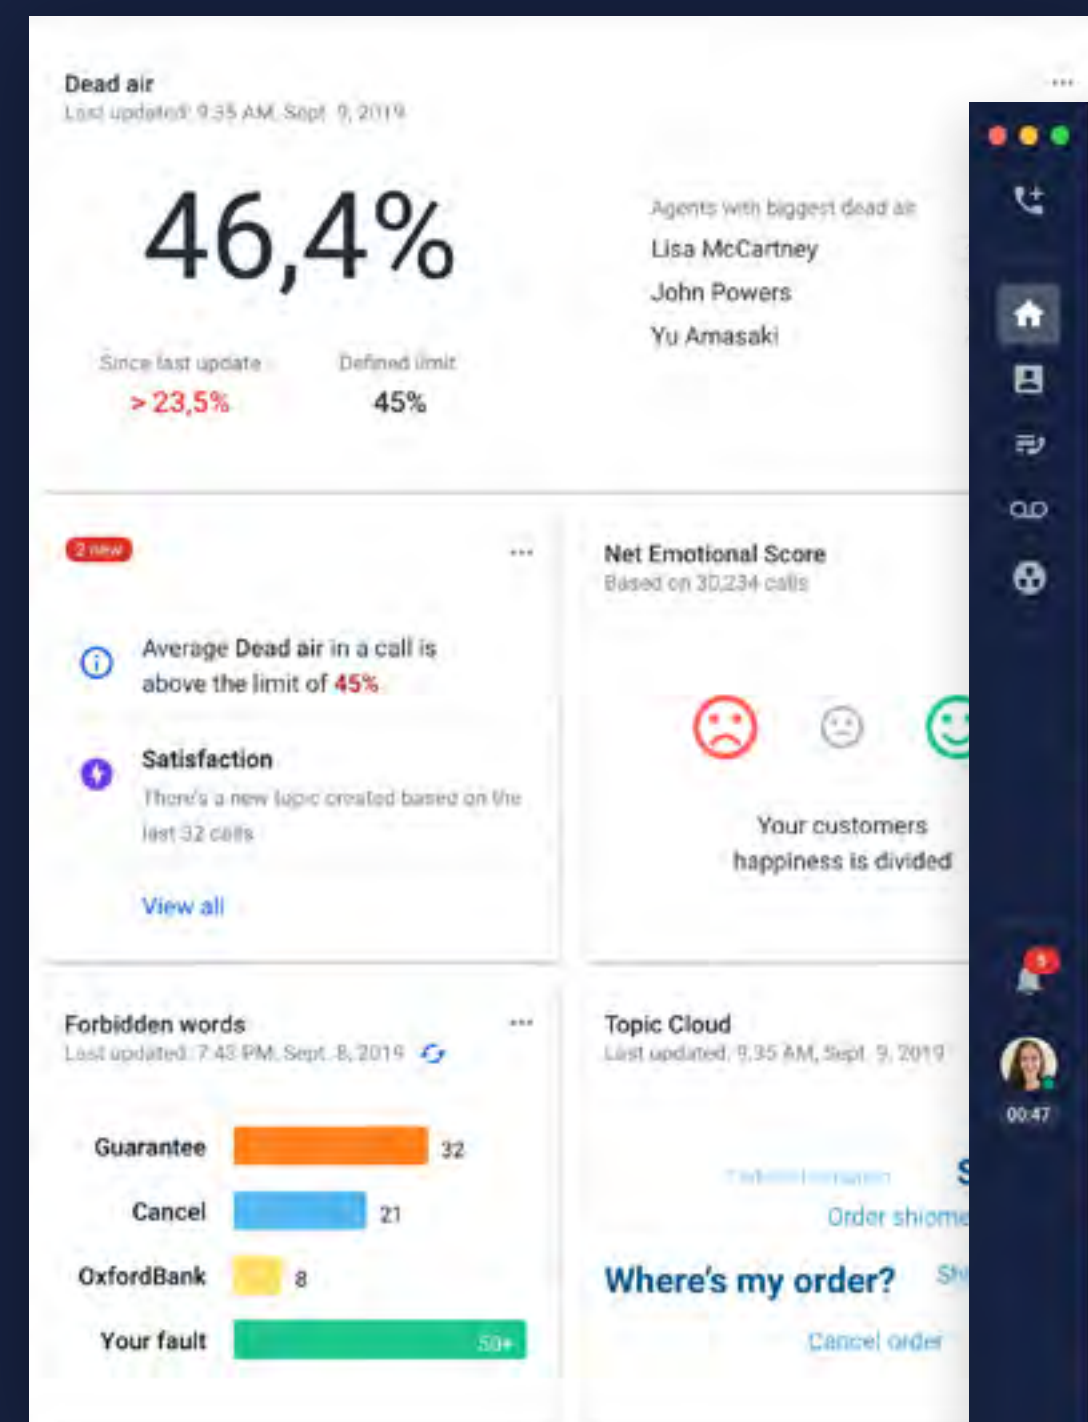 Dead air
Last updated: 9.35 AM, Sept. 9, 2019
46,4%
Since last update
> 23,5%
Defined limit
45%
Agents with biggest dead air
Lisa McCartney
John Powers
Yu Amasaki
2 new
Average Dead air in a call is
above the limit of 45%
Satisfaction
There's a new topic created based on the
last 32 calls
View all
Net Emotional Score
Based on 30,234 calls
Your customers
happiness is divided
Forbidden words
Last updated: 7:43 PM, Sept. 8, 2019
Guarantee 32
Cancel 21
OxfordBank 8
Your fault 50+
Topic Cloud
Last updated, 9.35 AM, Sept. 9, 2019
S
Order shipme
Where's my order?
Shi
Cancel order
5
00:47